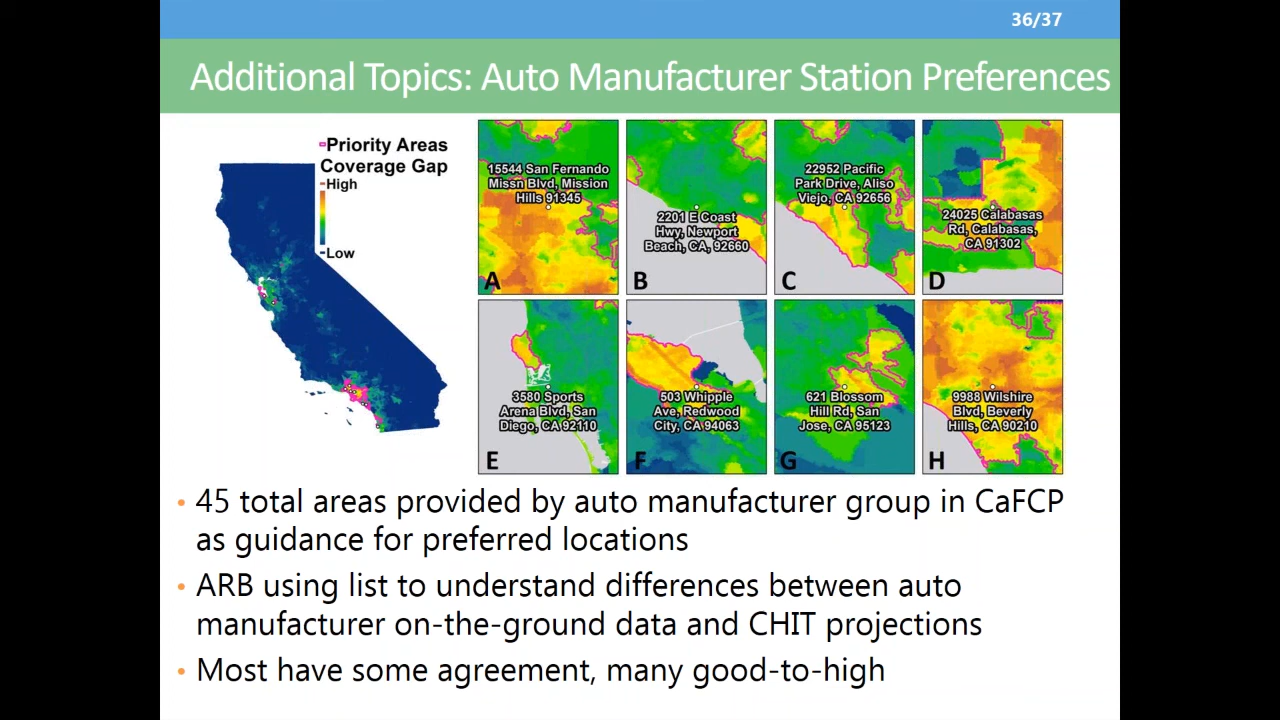 36/37
Additional Topics: Auto Manufacturer Station Preferences
Priority Areas
Coverage Gap
High
Low
15544 San Fernando
Missn Blvd, Mission
Hills 91345
A
2201 E Coast
Hwy, Newport
Beach, CA, 92660
B
22952 Pacific
Park Drive, Aliso
Viejo, CA 92656
C
24025 Calabasas
Rd, Calabasas,
CA 91302
D
3580 Sports
Arena Blvd, San
Diego, CA 92110
E
503 Whipple
Ave, Redwood
City, CA 94063
F
621 Blossom
Hill Rd, San
Jose, CA 95123
G
9988 Wilshire
Blvd, Beverly
Hills, CA 90210
H
• 45 total areas provided by auto manufacturer group in CaFCP
as guidance for preferred locations
• ARB using list to understand differences between auto
manufacturer on-the-ground data and CHIT projections
• Most have some agreement, many good-to-high